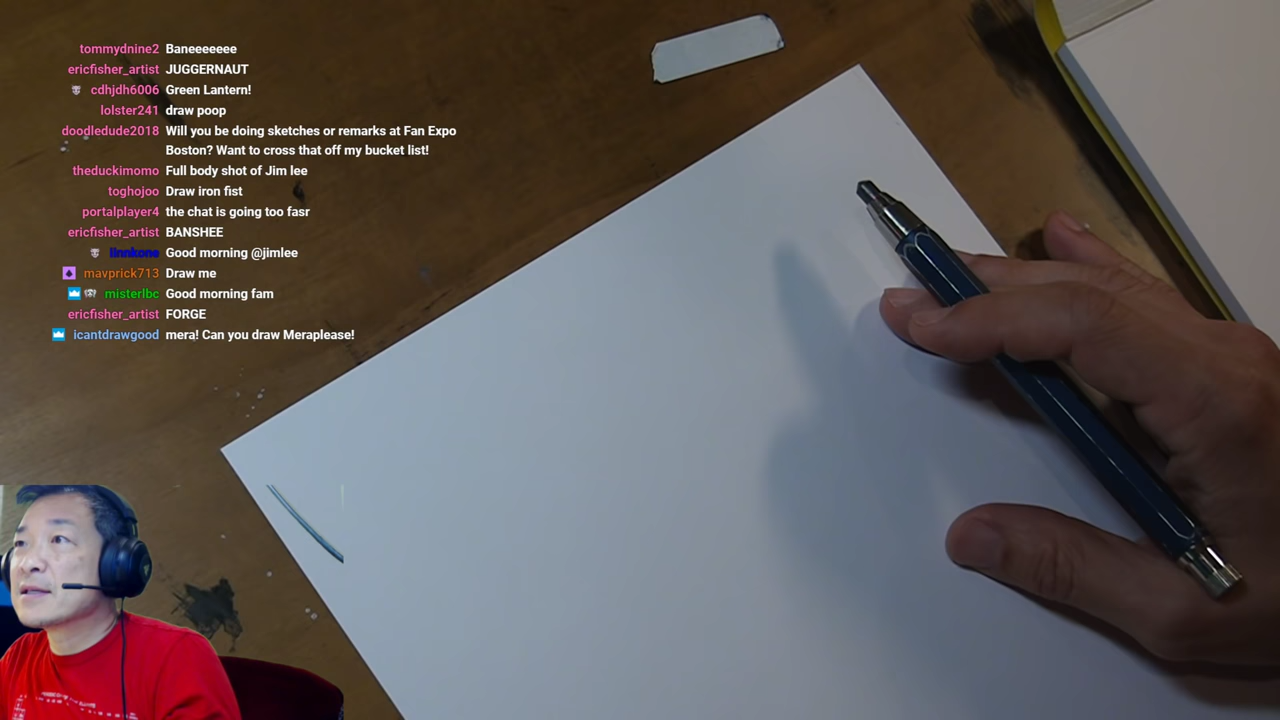 tommydnine2 Baneeeeeee
ericfisher_artist JUGGERNAUT
cdhjdh6006 Green Lantern!
lolster241 draw poop
doodledude2018 Will you be doing sketches or remarks at Fan Expo
Boston? Want to cross that off my bucket list!
theduckimomo Full body shot of Jim lee
toghojoo Draw iron fist
portalplayer4 the chat is going too fasr
ericfisher_artist BANSHEE
linnkone Good morning @jimlee
mavprick713 Draw me
misterlbc Good morning fam
ericfisher_artist FORGE
icantdrawgood mera! Can you draw Meraplease!